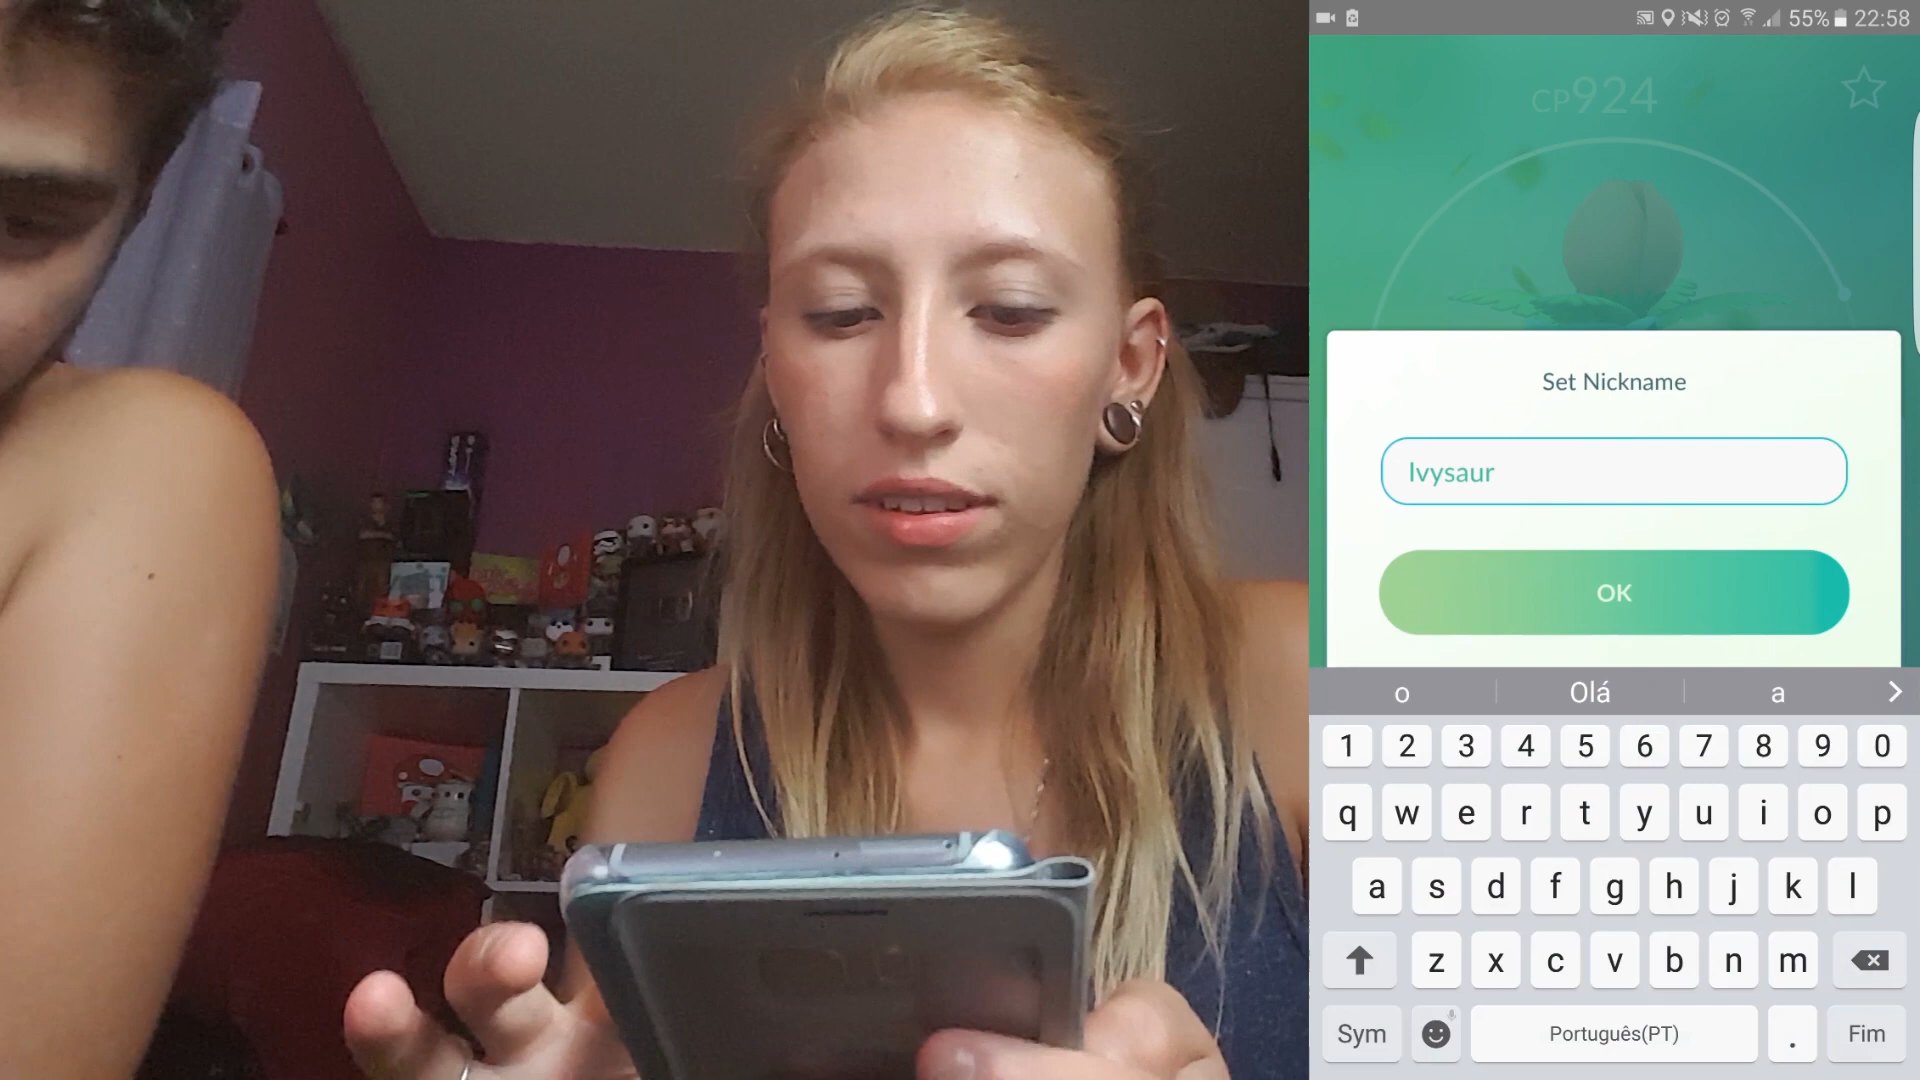 55% 22:58
CP924
Set Nickname
Ivysaur
OK
o Olá a
1 2 3 4 5 6 7 8 9 0
q w e r t y u i o p
a s d f g h j k l
z x c v b n m
Sym Português(PT) . Fim